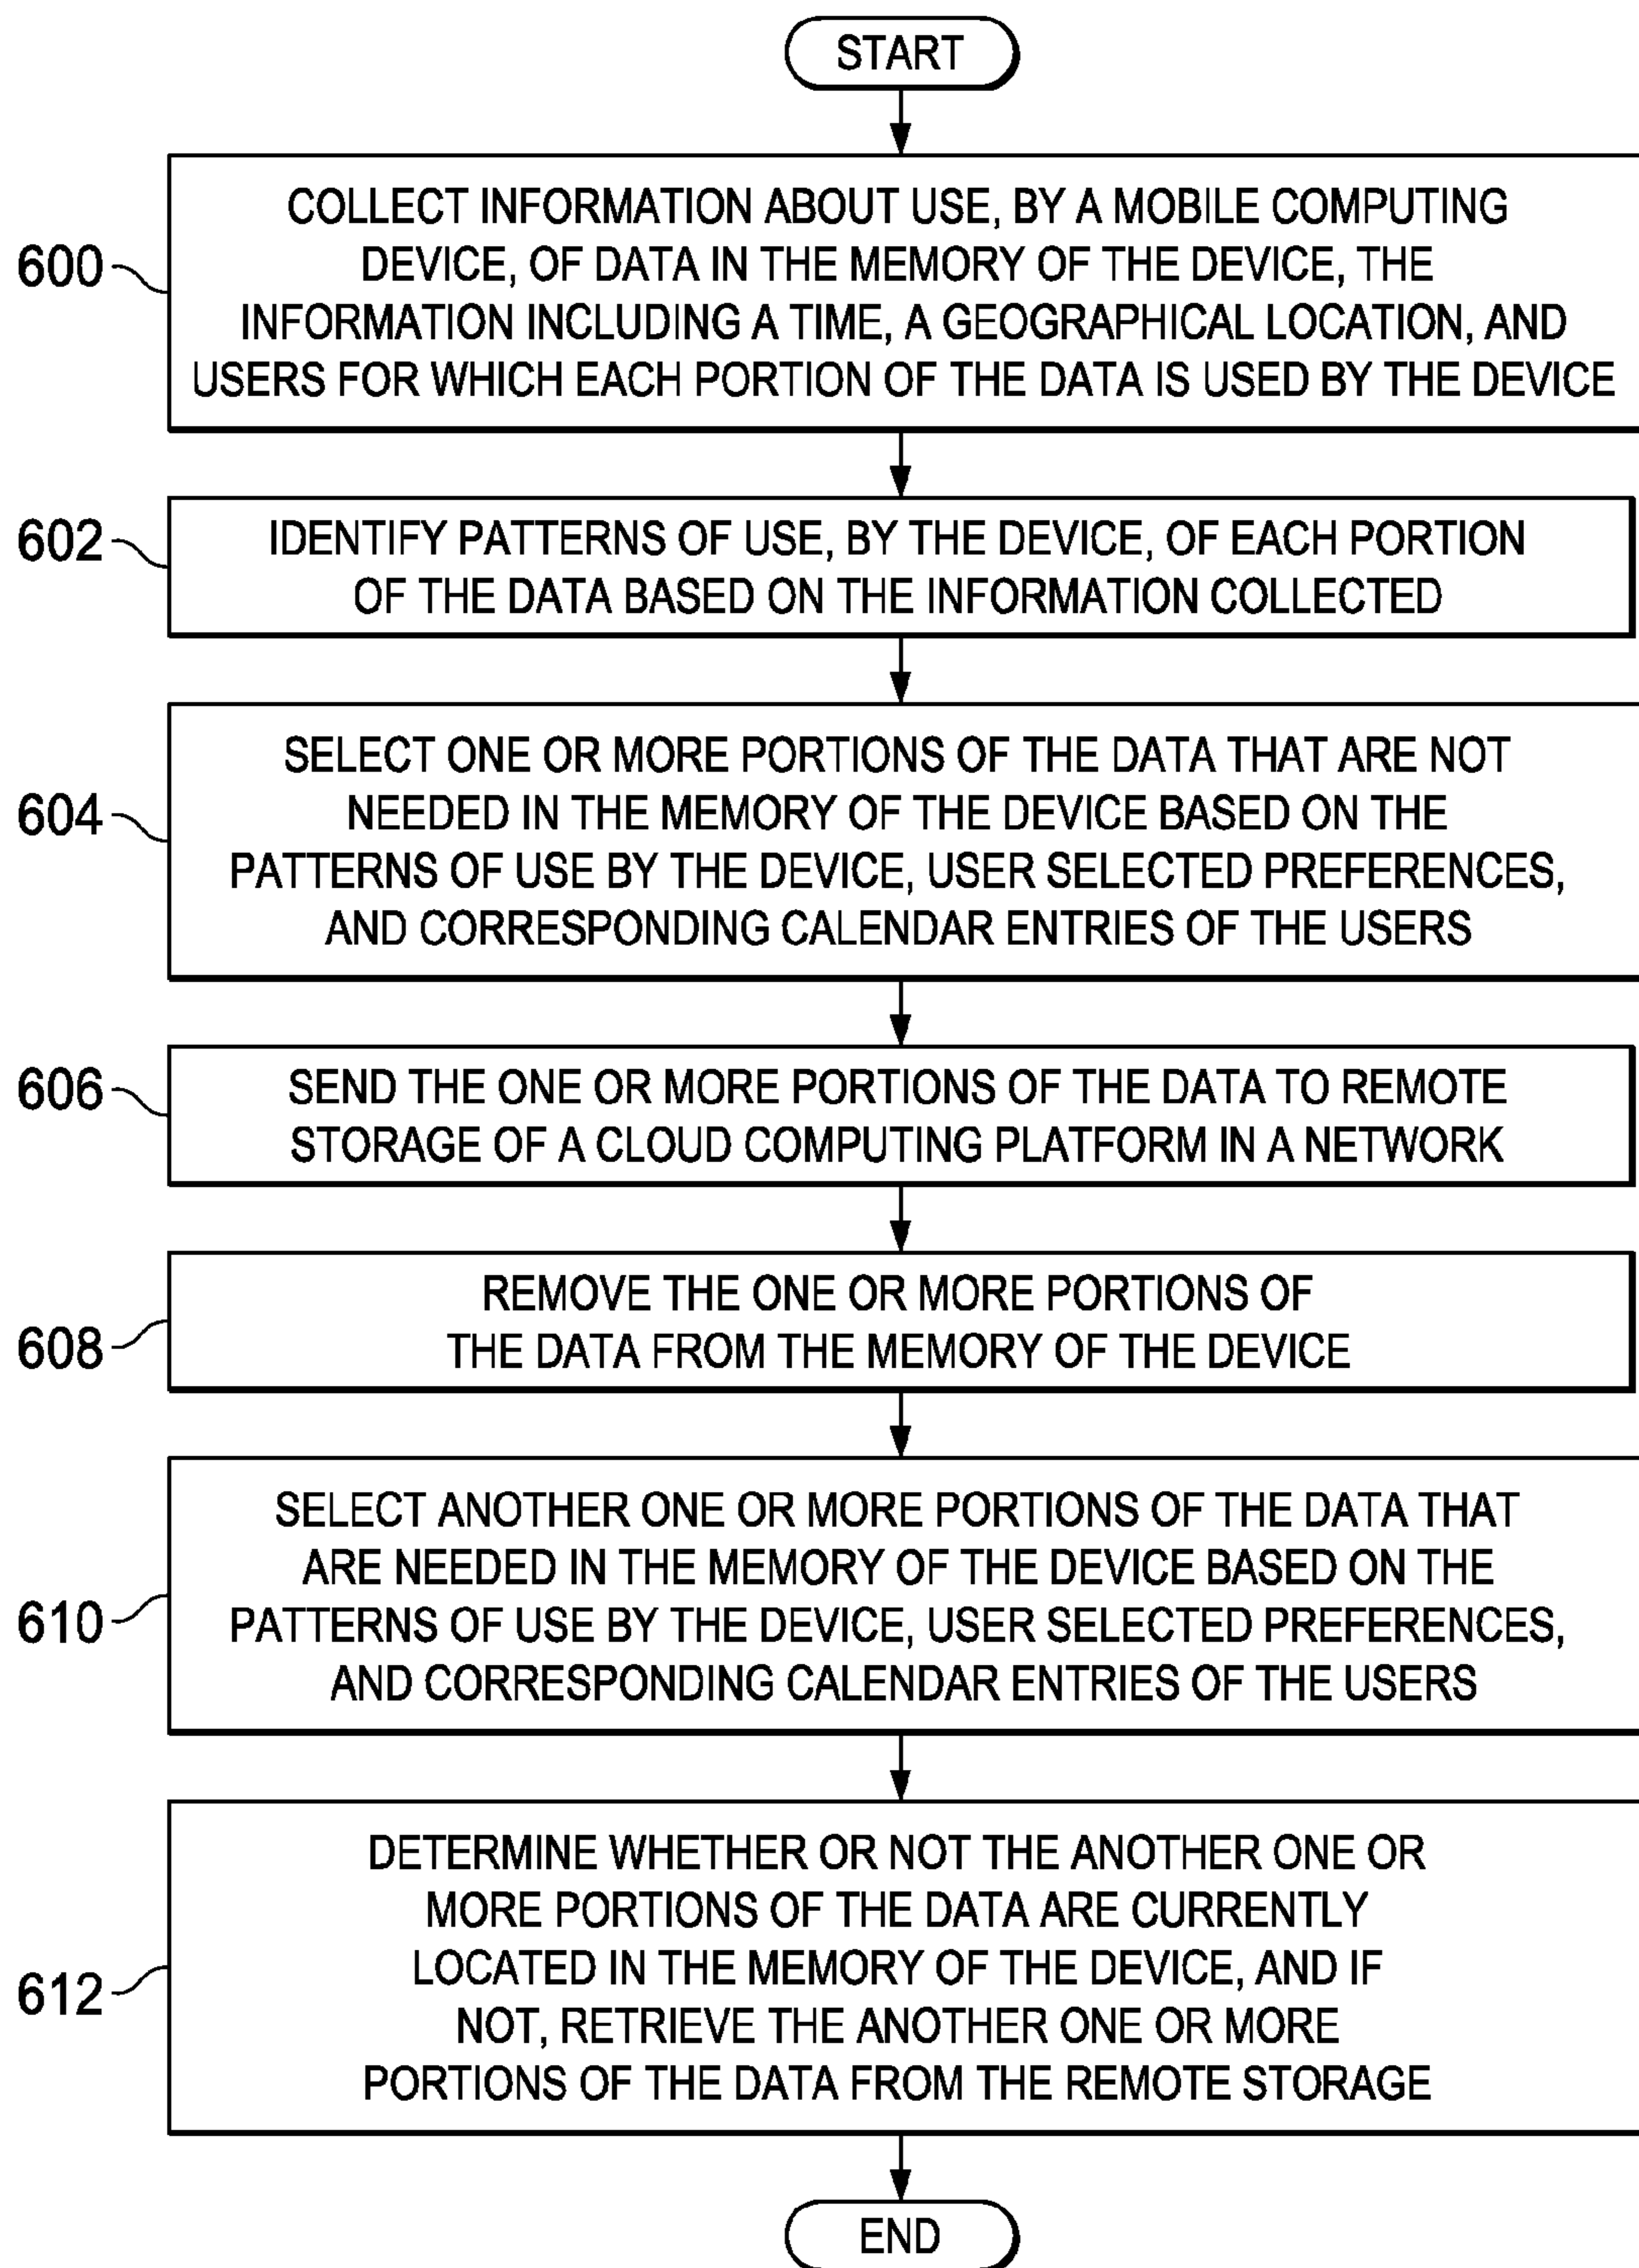 START
600
COLLECT INFORMATION ABOUT USE, BY A MOBILE COMPUTING
DEVICE, OF DATA IN THE MEMORY OF THE DEVICE, THE
INFORMATION INCLUDING A TIME, A GEOGRAPHICAL LOCATION, AND
USERS FOR WHICH EACH PORTION OF THE DATA IS USED BY THE DEVICE
602
IDENTIFY PATTERNS OF USE, BY THE DEVICE, OF EACH PORTION
OF THE DATA BASED ON THE INFORMATION COLLECTED
604
SELECT ONE OR MORE PORTIONS OF THE DATA THAT ARE NOT
NEEDED IN THE MEMORY OF THE DEVICE BASED ON THE
PATTERNS OF USE BY THE DEVICE, USER SELECTED PREFERENCES,
AND CORRESPONDING CALENDAR ENTRIES OF THE USERS
606
SEND THE ONE OR MORE PORTIONS OF THE DATA TO REMOTE
STORAGE OF A CLOUD COMPUTING PLATFORM IN A NETWORK
608
REMOVE THE ONE OR MORE PORTIONS OF
THE DATA FROM THE MEMORY OF THE DEVICE
610
SELECT ANOTHER ONE OR MORE PORTIONS OF THE DATA THAT
ARE NEEDED IN THE MEMORY OF THE DEVICE BASED ON THE
PATTERNS OF USE BY THE DEVICE, USER SELECTED PREFERENCES,
AND CORRESPONDING CALENDAR ENTRIES OF THE USERS
612
DETERMINE WHETHER OR NOT THE ANOTHER ONE OR
MORE PORTIONS OF THE DATA ARE CURRENTLY
LOCATED IN THE MEMORY OF THE DEVICE, AND IF
NOT, RETRIEVE THE ANOTHER ONE OR MORE
PORTIONS OF THE DATA FROM THE REMOTE STORAGE
END